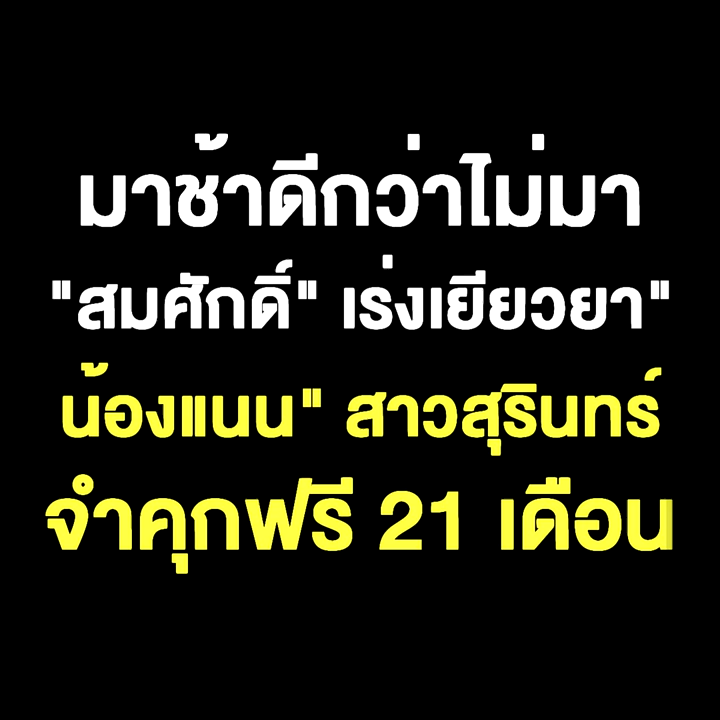 มาช้าดีกว่าไม่มา
"สมศักดิ์" เร่งเยียวยา"
น้องแนน" สาวสุรินทร์
จำคุกฟรี 21 เดือน